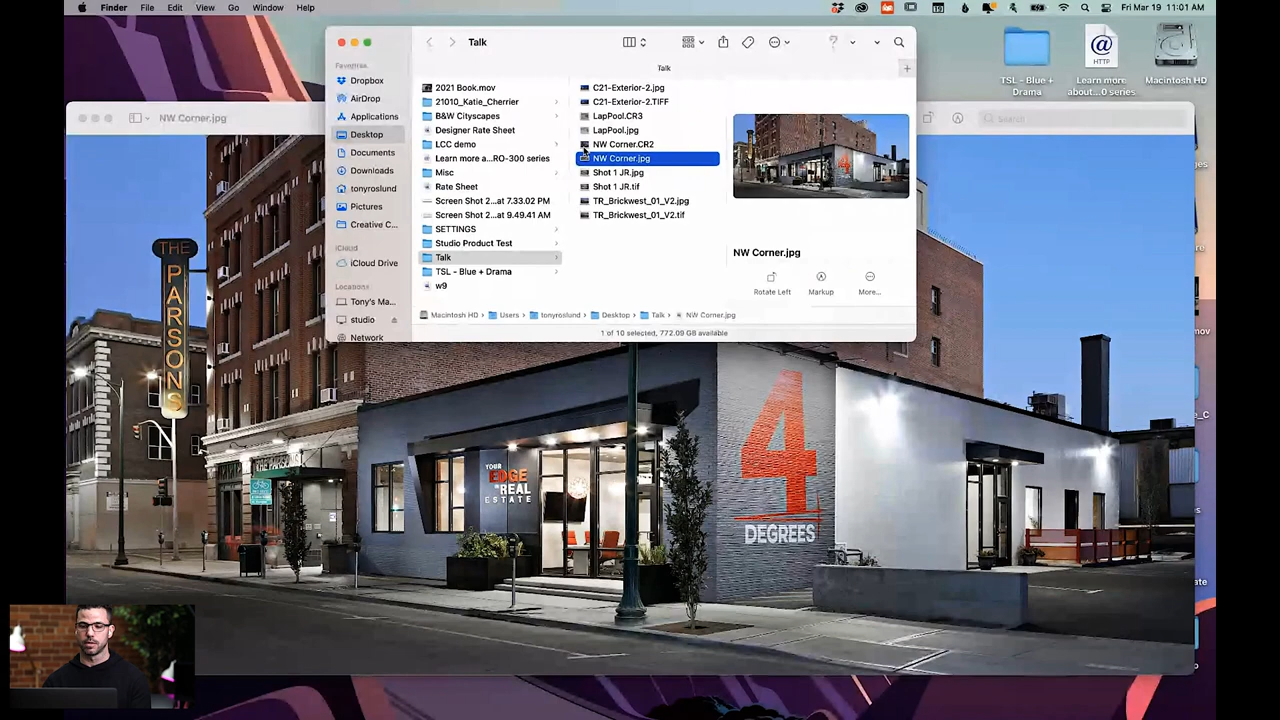 Finder File Edit View Go Window Help
Fri Mar 19 11:01 AM
Talk
Talk
Favorites
Dropbox
AirDrop
Applications
Desktop
Documents
Downloads
tonyroslund
Pictures
Creative C...
iCloud
iCloud Drive
Locations
Tony's Ma...
studio
Network
2021 Book.mov
21010_Katie_Cherrier
B&W Cityscapes
Designer Rate Sheet
LCC demo
Learn more a...RO-300 series
Misc
Rate Sheet
Screen Shot 2...at 7.33.02 PM
Screen Shot 2...at 9.49.41 AM
SETTINGS
Studio Product Test
Talk
TSL - Blue + Drama
w9
C21-Exterior-2.jpg
C21-Exterior-2.TIFF
LapPool.CR3
LapPool.jpg
NW Corner.CR2
NW Corner.jpg
Shot 1 JR.jpg
Shot 1 JR.tif
TR_Brickwest_01_V2.jpg
TR_Brickwest_01_V2.tif
NW Corner.jpg
Rotate Left
Markup
More...
Macintosh HD › Users › tonyroslund › Desktop › Talk › NW Corner.jpg
1 of 10 selected, 772.09 GB available
NW Corner.jpg
Search
TSL - Blue +
Drama
@
HTTP
Learn more
about...0 series
Macintosh HD
THE
PARSONS
YOUR
EDGE
IN REAL
ESTATE
4
DEGREES